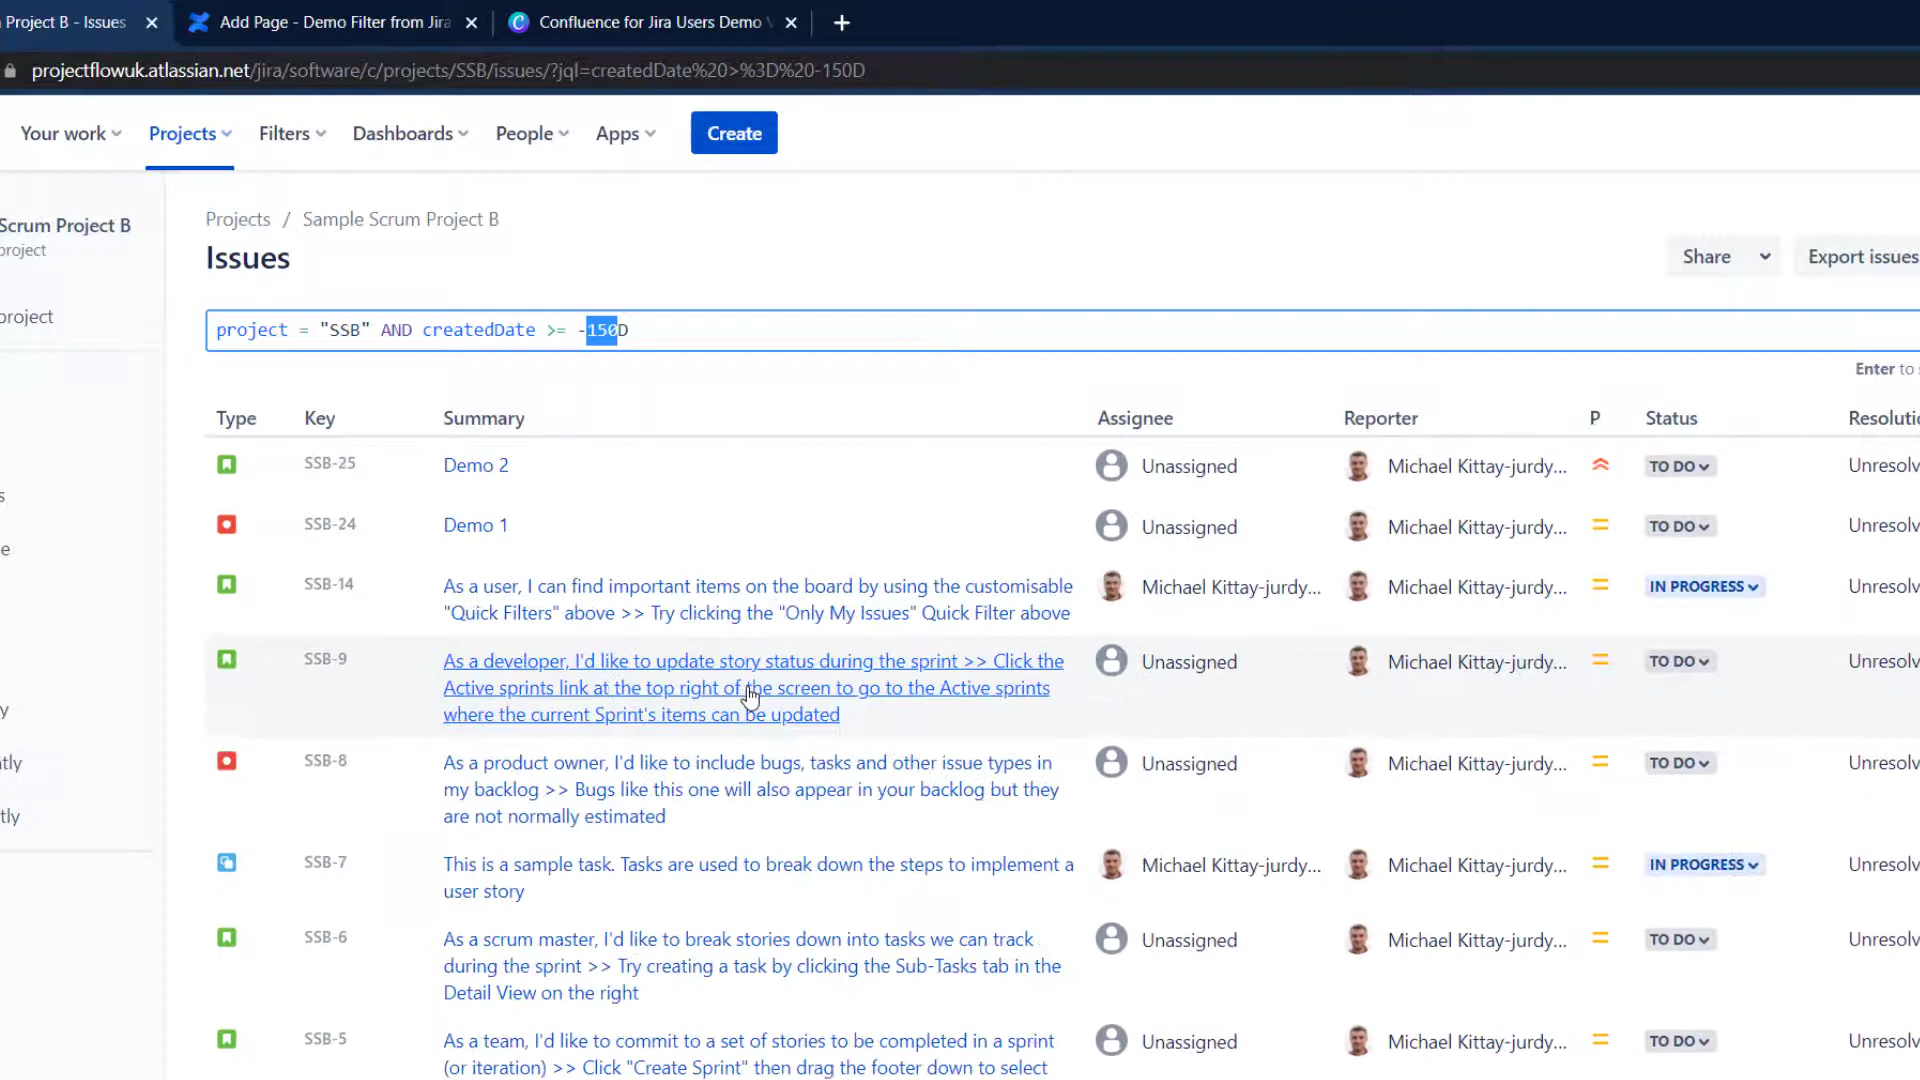 Project B - Issues
Add Page - Demo Filter from Jira
Confluence for Jira Users Demo
projectflowuk.atlassian.net/jira/software/c/projects/SSB/issues/?jql=createdDate%20>%3D%20-150D
Your work Projects Filters Dashboards People Apps Create
Scrum Project B
project
project
Projects / Sample Scrum Project B
Issues
Share Export issues
project = "SSB" AND createdDate >= -150D
Enter to
Type Key Summary Assignee Reporter P Status Resoluti
SSB-25 Demo 2 Unassigned Michael Kittay-jurdy... TO DO Unresolv
SSB-24 Demo 1 Unassigned Michael Kittay-jurdy... TO DO Unresolv
SSB-14 As a user, I can find important items on the board by using the customisable Michael Kittay-jurdy... Michael Kittay-jurdy... IN PROGRESS Unresolv
"Quick Filters" above >> Try clicking the "Only My Issues" Quick Filter above
SSB-9 As a developer, I'd like to update story status during the sprint >> Click the Unassigned Michael Kittay-jurdy... TO DO Unresolv
Active sprints link at the top right of the screen to go to the Active sprints
where the current Sprint's items can be updated
SSB-8 As a product owner, I'd like to include bugs, tasks and other issue types in Unassigned Michael Kittay-jurdy... TO DO Unresolv
my backlog >> Bugs like this one will also appear in your backlog but they
are not normally estimated
SSB-7 This is a sample task. Tasks are used to break down the steps to implement a Michael Kittay-jurdy... Michael Kittay-jurdy... IN PROGRESS Unresolv
user story
SSB-6 As a scrum master, I'd like to break stories down into tasks we can track Unassigned Michael Kittay-jurdy... TO DO Unresolv
during the sprint >> Try creating a task by clicking the Sub-Tasks tab in the
Detail View on the right
SSB-5 As a team, I'd like to commit to a set of stories to be completed in a sprint Unassigned Michael Kittay-jurdy... TO DO Unresolv
(or iteration) >> Click "Create Sprint" then drag the footer down to select